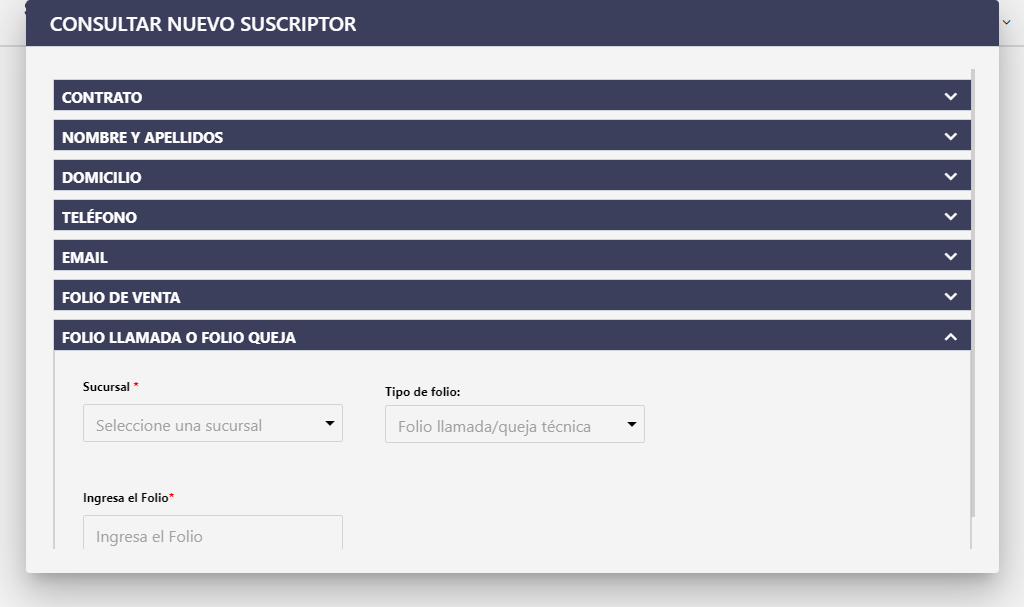 CONSULTAR NUEVO SUSCRIPTOR
CONTRATO
NOMBRE Y APELLIDOS
DOMICILIO
TELÉFONO
EMAIL
FOLIO DE VENTA
FOLIO LLAMADA O FOLIO QUEJA
Sucursal *
Tipo de folio:
Seleccione una sucursal
Folio llamada/queja técnica
Ingresa el Folio*
Ingresa el Folio